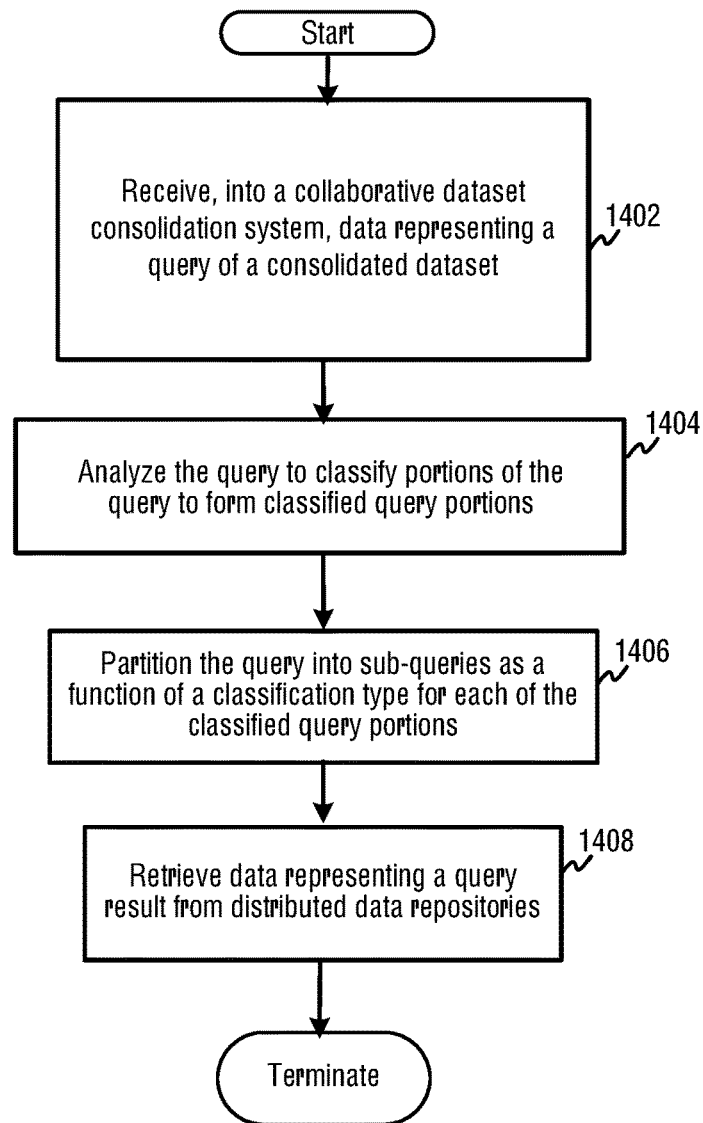 Start
Receive, into a collaborative dataset
consolidation system, data representing a
query of a consolidated dataset
1402
1404
Analyze the query to classify portions of the
query to form classified query portions
1406
Partition the query into sub-queries as a
function of a classification type for each of the
classified query portions
1408
Retrieve data representing a query
result from distributed data repositories
Terminate